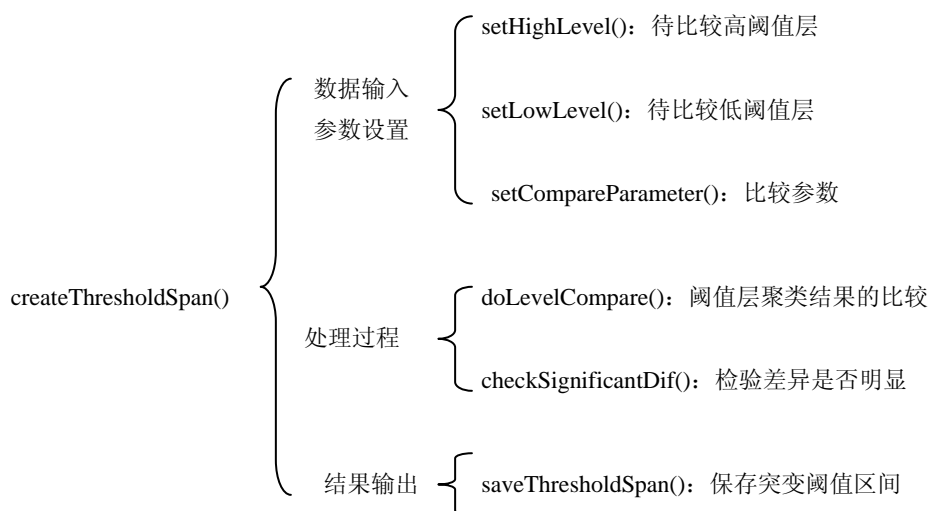 createThresholdSpan()
数据输入
参数设置
setHighLevel()：待比较高阈值层
setLowLevel()：待比较低阈值层
setCompareParameter()：比较参数
处理过程
doLevelCompare()：阈值层聚类结果的比较
checkSignificantDif()：检验差异是否明显
结果输出
saveThresholdSpan()：保存突变阈值区间